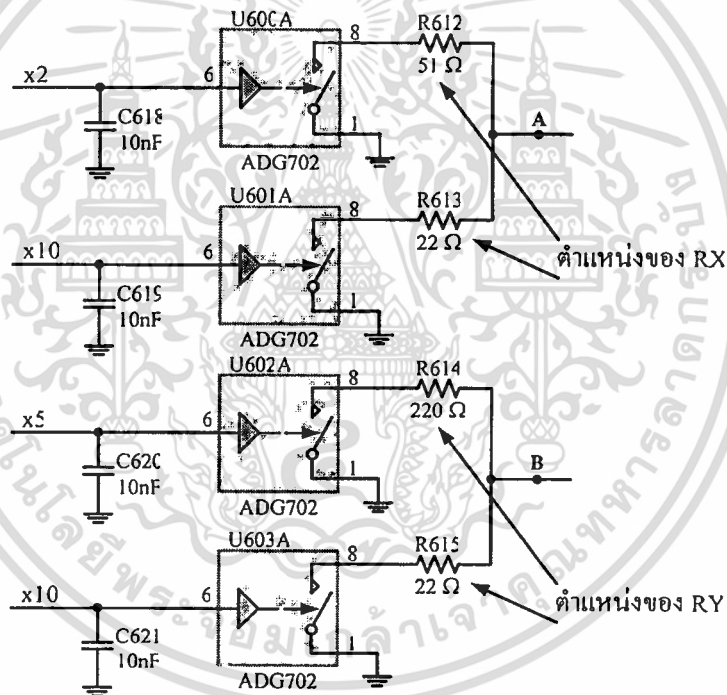 U600A
8
R612
x2
6
51 Ω
C618
10nF
1
A
ADG702
U601A
8
R613
x10
6
22 Ω
ตำแหน่งของ RX
C619
10nF
1
ADG702
U602A
8
R614
x5
6
220 Ω
C620
10nF
1
B
ADG702
U603A
8
R615
x10
6
22 Ω
ตำแหน่งของ RY
C621
10nF
1
ADG702